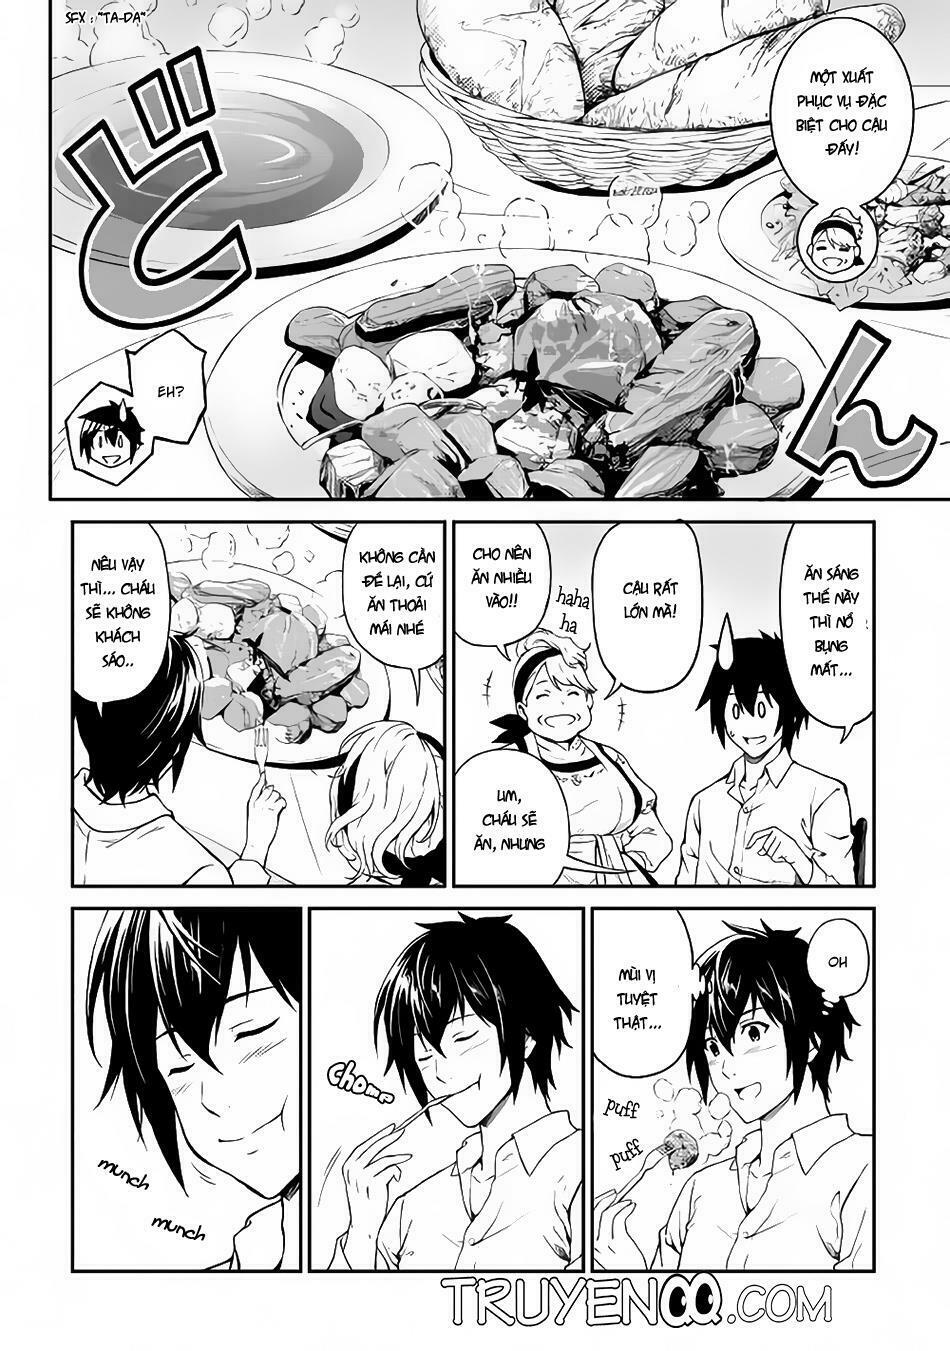 SFX : "TA-DA"
MỘT XUẤT
PHỤC VỤ ĐẶC
BIỆT CHO CẬU
ĐẤY!
ど
ん
EH?
ĂN SÁNG
THẾ NÀY
THÌ NỔ
BỤNG
MẤT...
CẬU RẤT
LỚN MÀ!
CHO NÊN
ĂN NHIỀU
VÀO!!
haha
ha
UM,
CHÁU SẼ
ĂN, NHƯNG
KHÔNG CẦN
ĐỂ LẠI, CỨ
ĂN THOẢI
MÁI NHÉ
NẾU VẬY
THÌ... CHÁU
SẼ KHÔNG
KHÁCH
SÁO..
OH
MÙI VỊ
TUYỆT
THẬT...
puff
puff
chomp
munch
munch
TRUYENQQ.COM